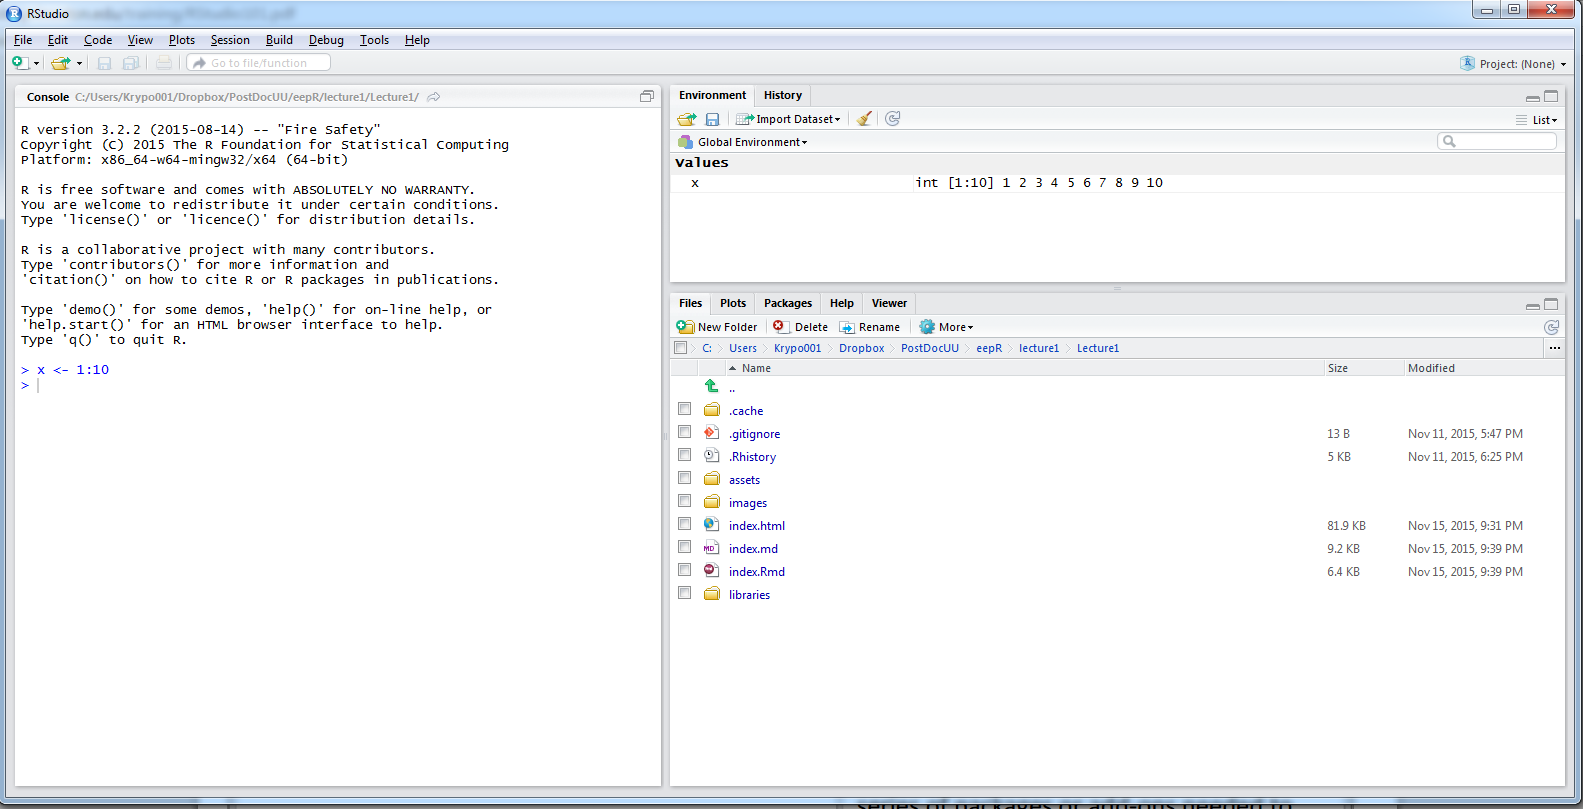 RStudio
File Edit Code View Plots Session Build Debug Tools Help
Go to file/function
Project: (None)
Console C:/Users/Krypo001/Dropbox/PostDocUU/eepR/lecture1/Lecture1/
R version 3.2.2 (2015-08-14) -- "Fire Safety"
Copyright (C) 2015 The R Foundation for Statistical Computing
Platform: x86_64-w64-mingw32/x64 (64-bit)
R is free software and comes with ABSOLUTELY NO WARRANTY.
You are welcome to redistribute it under certain conditions.
Type 'license()' or 'licence()' for distribution details.
R is a collaborative project with many contributors.
Type 'contributors()' for more information and
'citation()' on how to cite R or R packages in publications.
Type 'demo()' for some demos, 'help()' for on-line help, or
'help.start()' for an HTML browser interface to help.
Type 'q()' to quit R.
> x <- 1:10
>
Environment History
Import Dataset
List
Global Environment
Values
x int [1:10] 1 2 3 4 5 6 7 8 9 10
Files Plots Packages Help Viewer
New Folder Delete Rename More
C: Users Krypo001 Dropbox PostDocUU eepR lecture1 Lecture1 ...
Name Size Modified
..
.cache
.gitignore 13 B Nov 11, 2015, 5:47 PM
.Rhistory 5 KB Nov 11, 2015, 6:25 PM
assets
images
index.html 81.9 KB Nov 15, 2015, 9:31 PM
index.md 9.2 KB Nov 15, 2015, 9:39 PM
index.Rmd 6.4 KB Nov 15, 2015, 9:39 PM
libraries